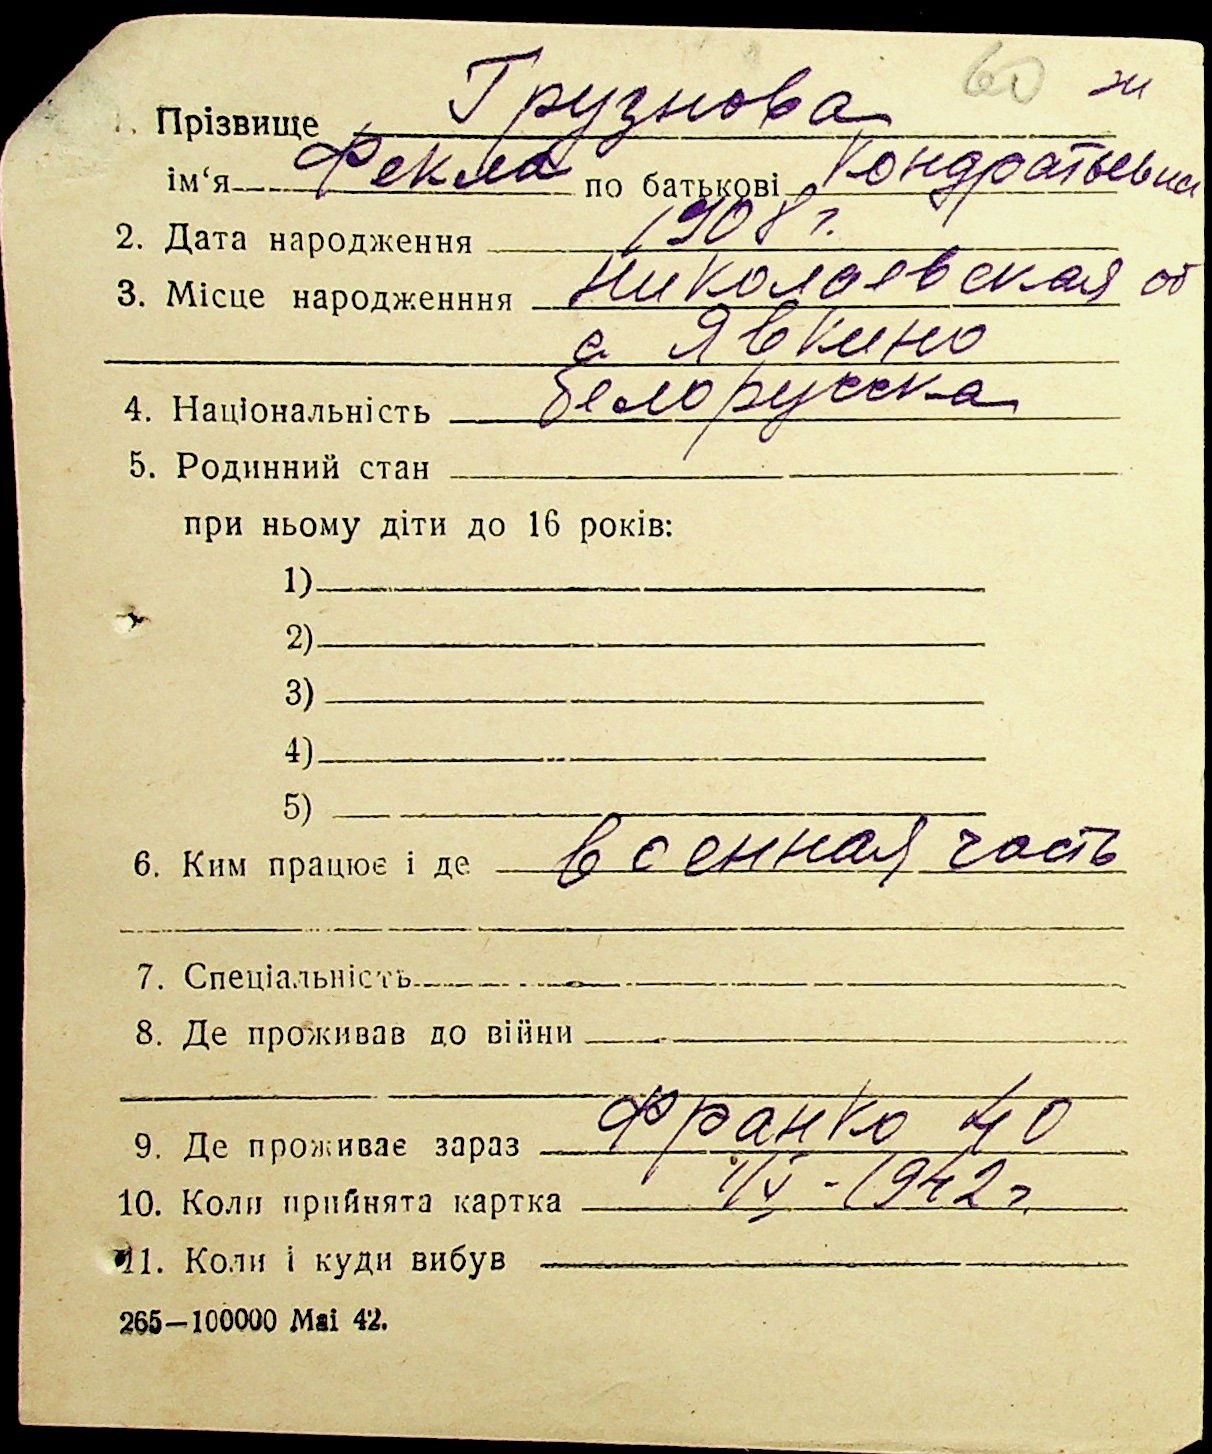 60 ж
1. Прізвище Грузнова
ім‘я Фекла по батькові Кондратьевна
2. Дата народження 1908 г.
3. Місце народженння Николаевская об
с. Явкино
4. Національність белорусска
5. Родинний стан
при ньому діти до 16 років:
1)
2)
3)
4)
5)
6. Ким працює і де военная часть
7. Спеціальність
8. Де проживав до війни
9. Де проживає зараз Франко 40
10. Коли прийнята картка 1/V - 1942 г.
11. Коли і куди вибув
265—100000 Маі 42.